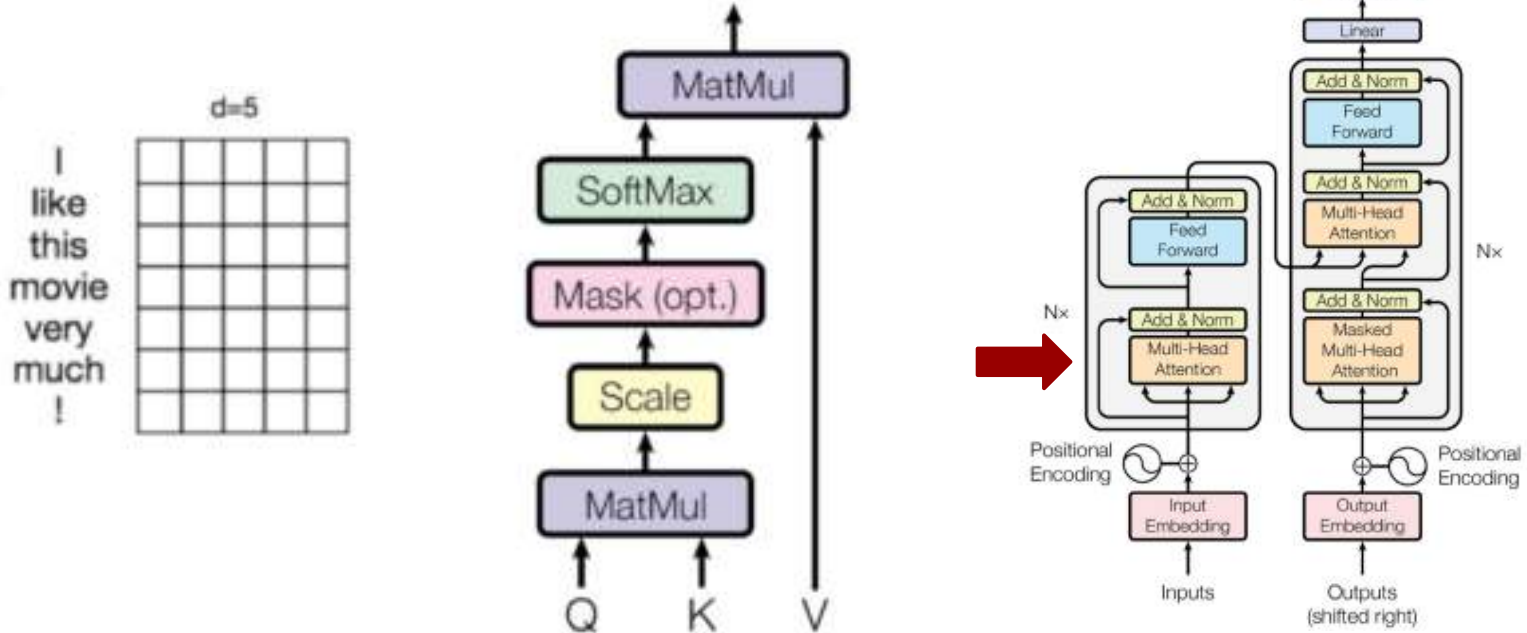 d=5
I
like
this
movie
very
much
!
MatMul
SoftMax
Mask (opt.)
Scale
MatMul
Q K V
Linear
Add & Norm
Feed
Forward
Add & Norm
Multi-Head
Attention
Nx
Add & Norm
Masked
Multi-Head
Attention
Add & Norm
Feed
Forward
Nx
Add & Norm
Multi-Head
Attention
Positional
Encoding
Positional
Encoding
Input
Embedding
Output
Embedding
Inputs
Outputs
(shifted right)